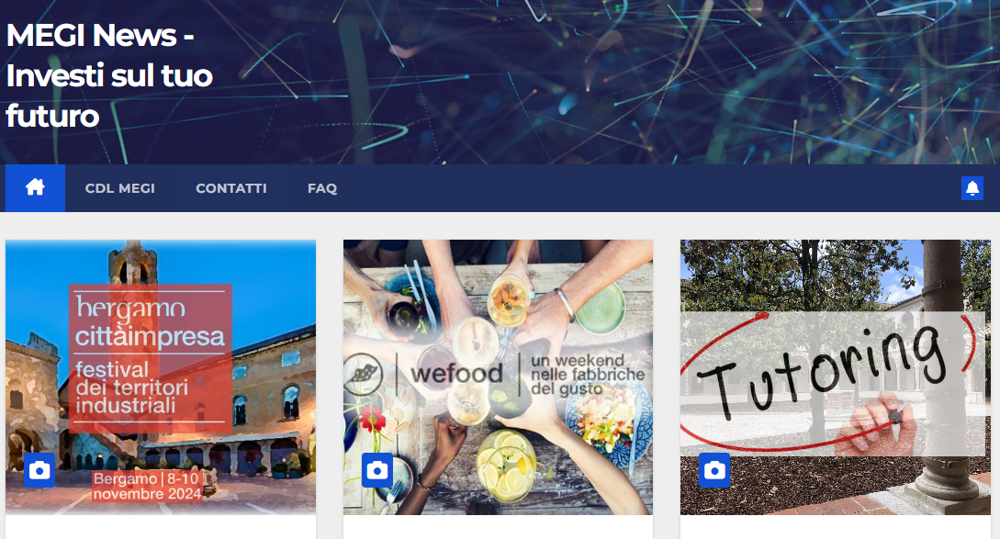 MEGI News -
Investi sul tuo
futuro
CDL MEGI
CONTATTI
FAQ
bergamo
cittàimpresa
festival
dei territori
industriali
Bergamo | 8-10
novembre 2024
wefood
un weekend
nelle fabbriche
del gusto
Tutoring